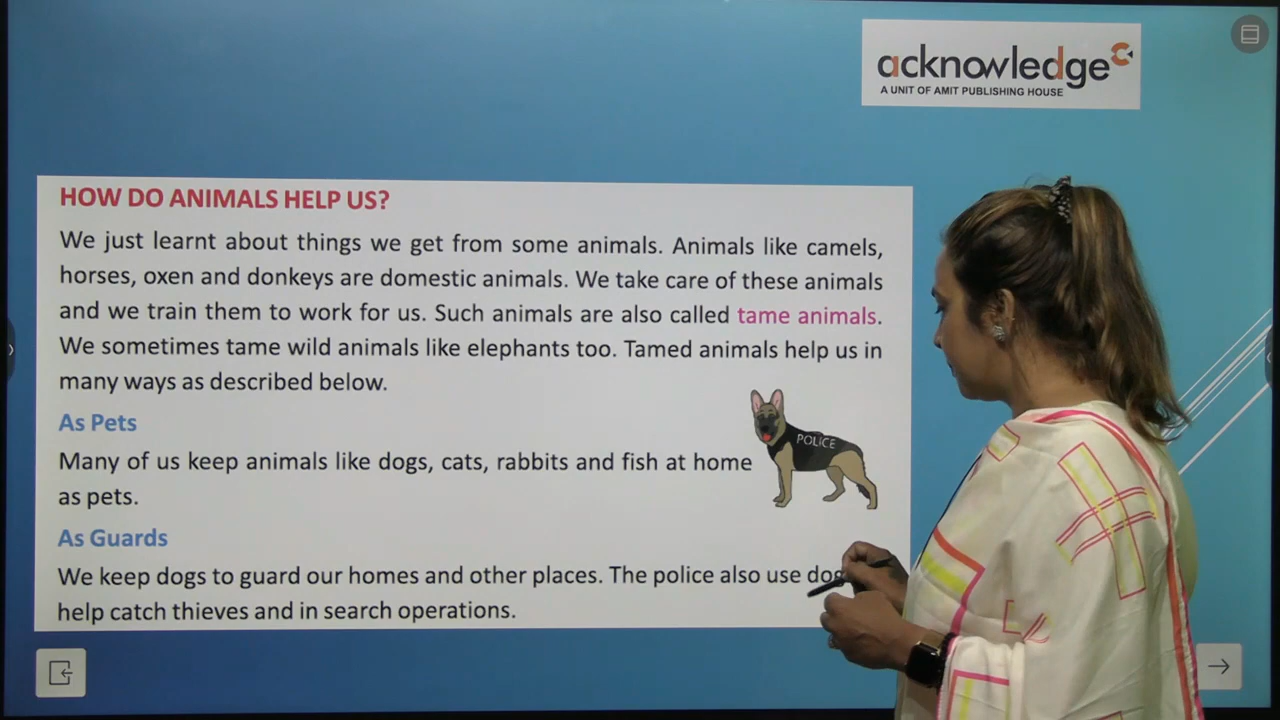 acknowledge
A UNIT OF AMIT PUBLISHING HOUSE
HOW DO ANIMALS HELP US?
We just learnt about things we get from some animals. Animals like camels,
horses, oxen and donkeys are domestic animals. We take care of these animals
and we train them to work for us. Such animals are also called tame animals.
We sometimes tame wild animals like elephants too. Tamed animals help us in
many ways as described below.
As Pets
Many of us keep animals like dogs, cats, rabbits and fish at home
as pets.
POLICE
As Guards
We keep dogs to guard our homes and other places. The police also use
help catch thieves and in search operations.